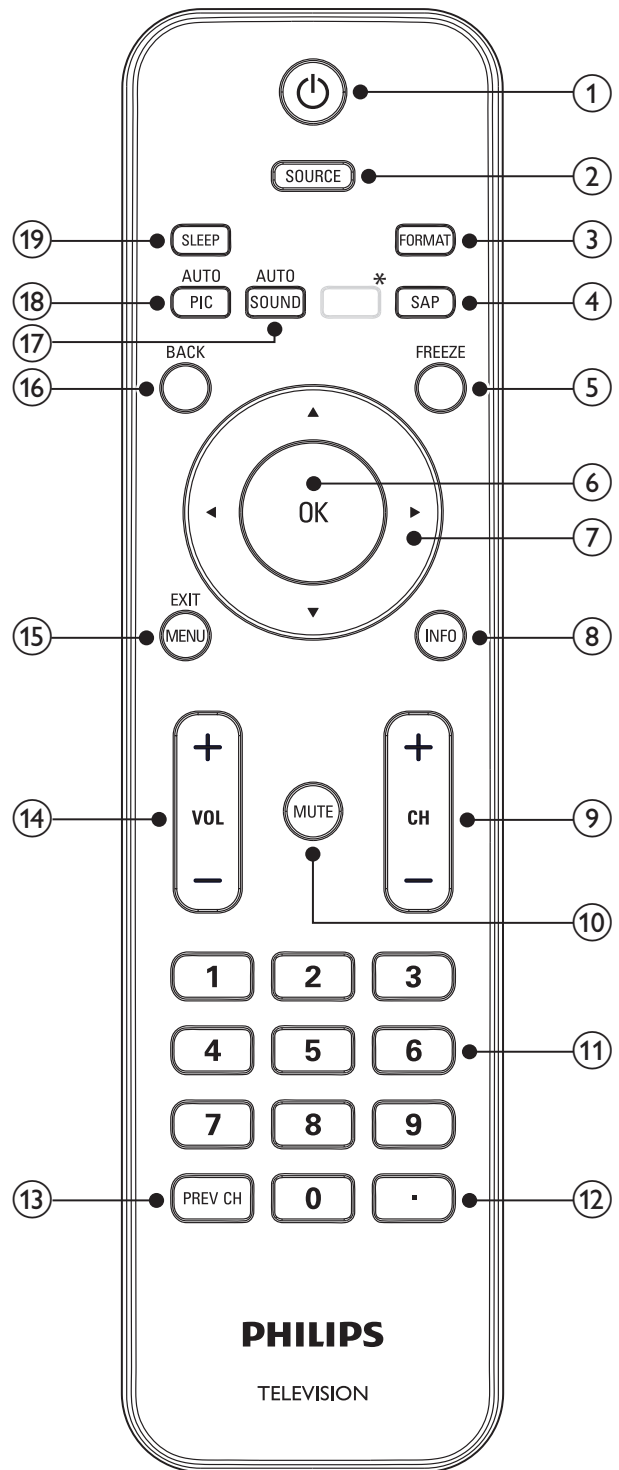 ①
SOURCE ②
⑲ SLEEP FORMAT ③
AUTO AUTO *
⑱ PIC SOUND SAP ④
⑰
BACK FREEZE
⑯ ⑤
⑥
OK
⑦
EXIT
⑮ MENU INFO ⑧
+ +
⑭ VOL MUTE CH ⑨
— —
⑩
1 2 3
4 5 6 ⑪
7 8 9
⑬ PREV CH 0 . ⑫
PHILIPS
TELEVISION